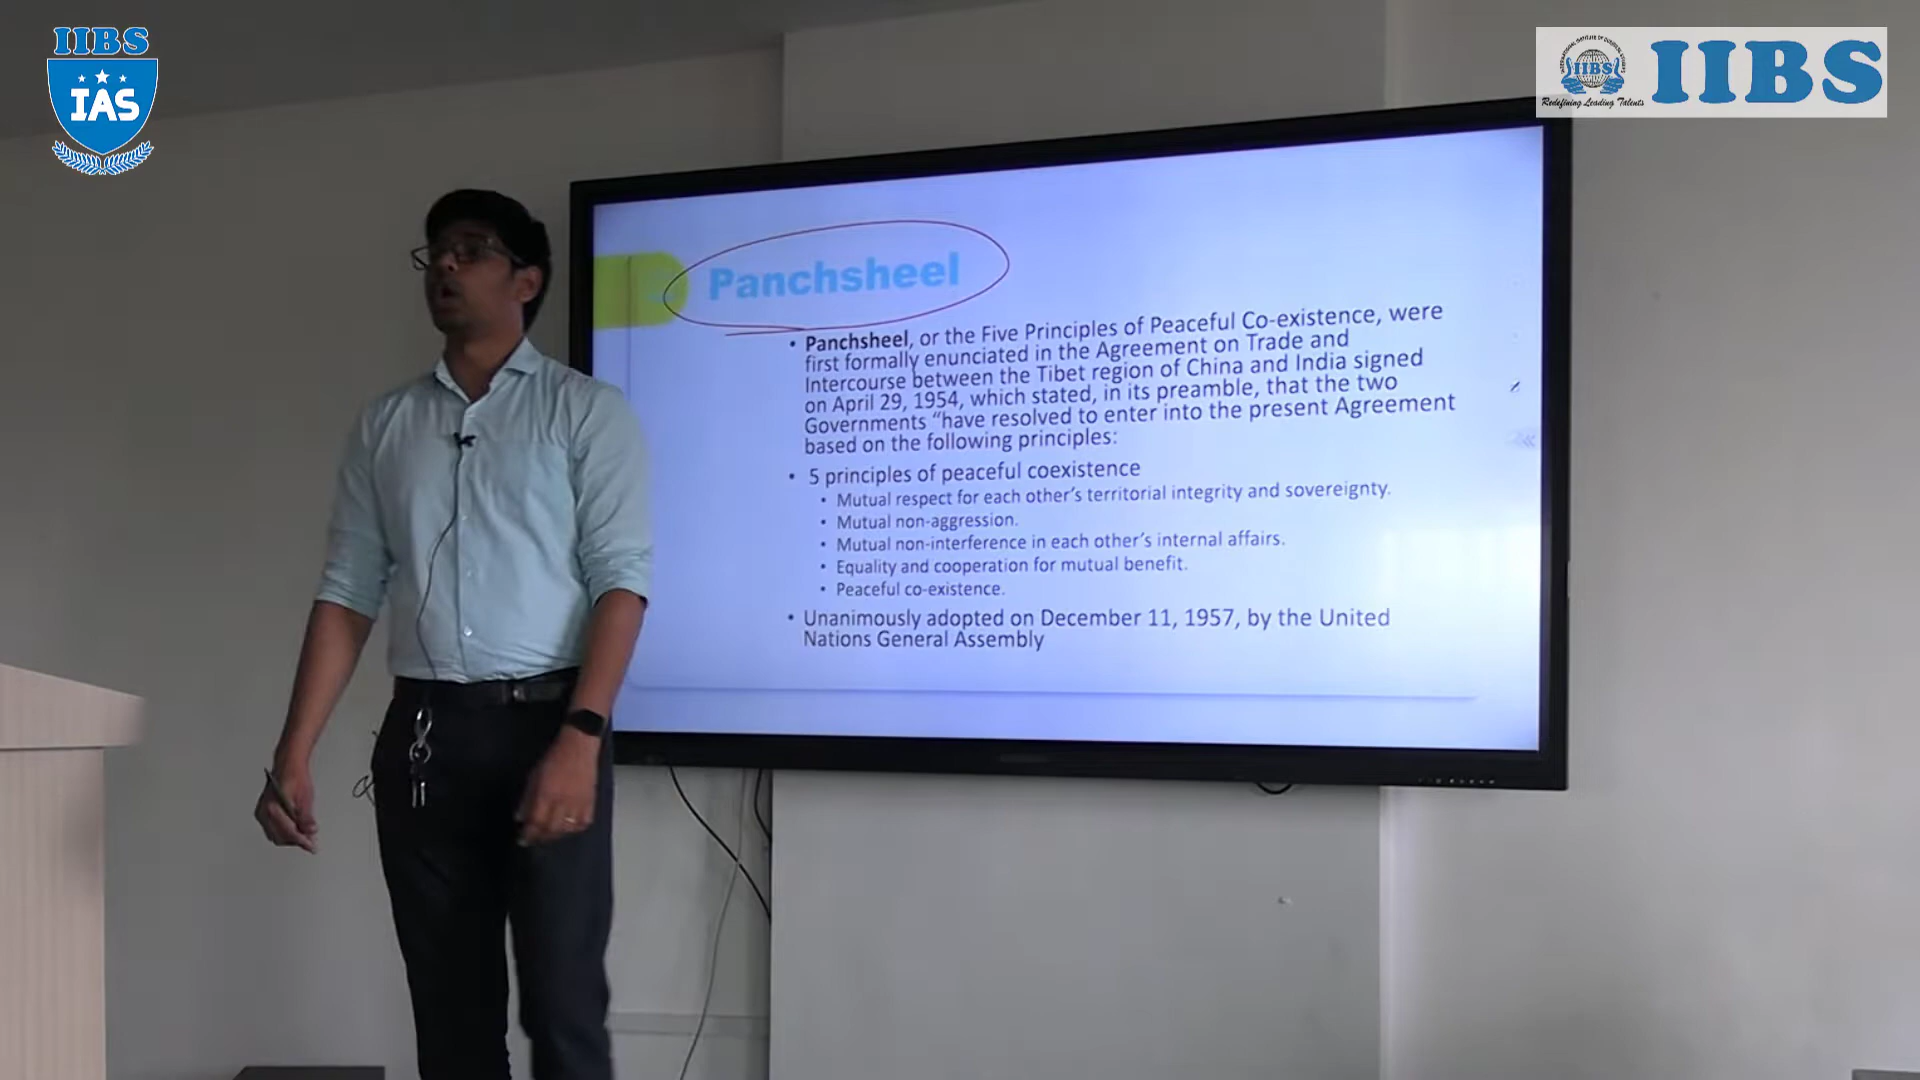 IIBS
IAS
IIBS
Redefining Leading Talents
IIBS
Panchsheel
• Panchsheel, or the Five Principles of Peaceful Co-existence, were
first formally enunciated in the Agreement on Trade and
Intercourse between the Tibet region of China and India signed
on April 29, 1954, which stated, in its preamble, that the two
Governments “have resolved to enter into the present Agreement
based on the following principles:
• 5 principles of peaceful coexistence
• Mutual respect for each other’s territorial integrity and sovereignty.
• Mutual non-aggression.
• Mutual non-interference in each other’s internal affairs.
• Equality and cooperation for mutual benefit.
• Peaceful co-existence.
• Unanimously adopted on December 11, 1957, by the United
Nations General Assembly